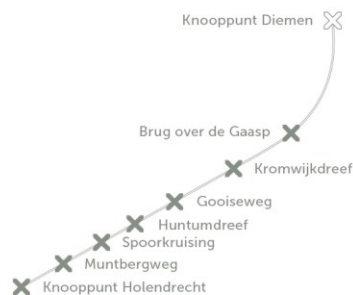 Knooppunt Diemen
Brug over de Gaasp
Kromwijkdreef
Gooiseweg
Huntumdreef
Spoorkruising
Muntbergweg
Knooppunt Holendrecht